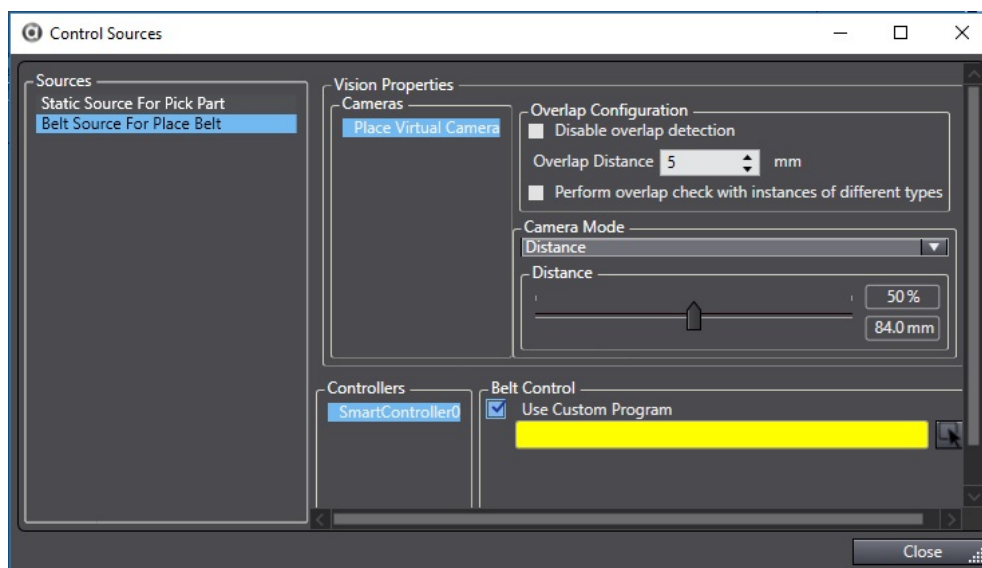 Control Sources
Sources
Static Source For Pick Part
Belt Source For Place Belt
Vision Properties
Cameras
Place Virtual Camera
Overlap Configuration
Disable overlap detection
Overlap Distance 5 mm
Perform overlap check with instances of different types
Camera Mode
Distance
Distance
50 %
84.0 mm
Controllers
SmartController0
Belt Control
Use Custom Program
Close